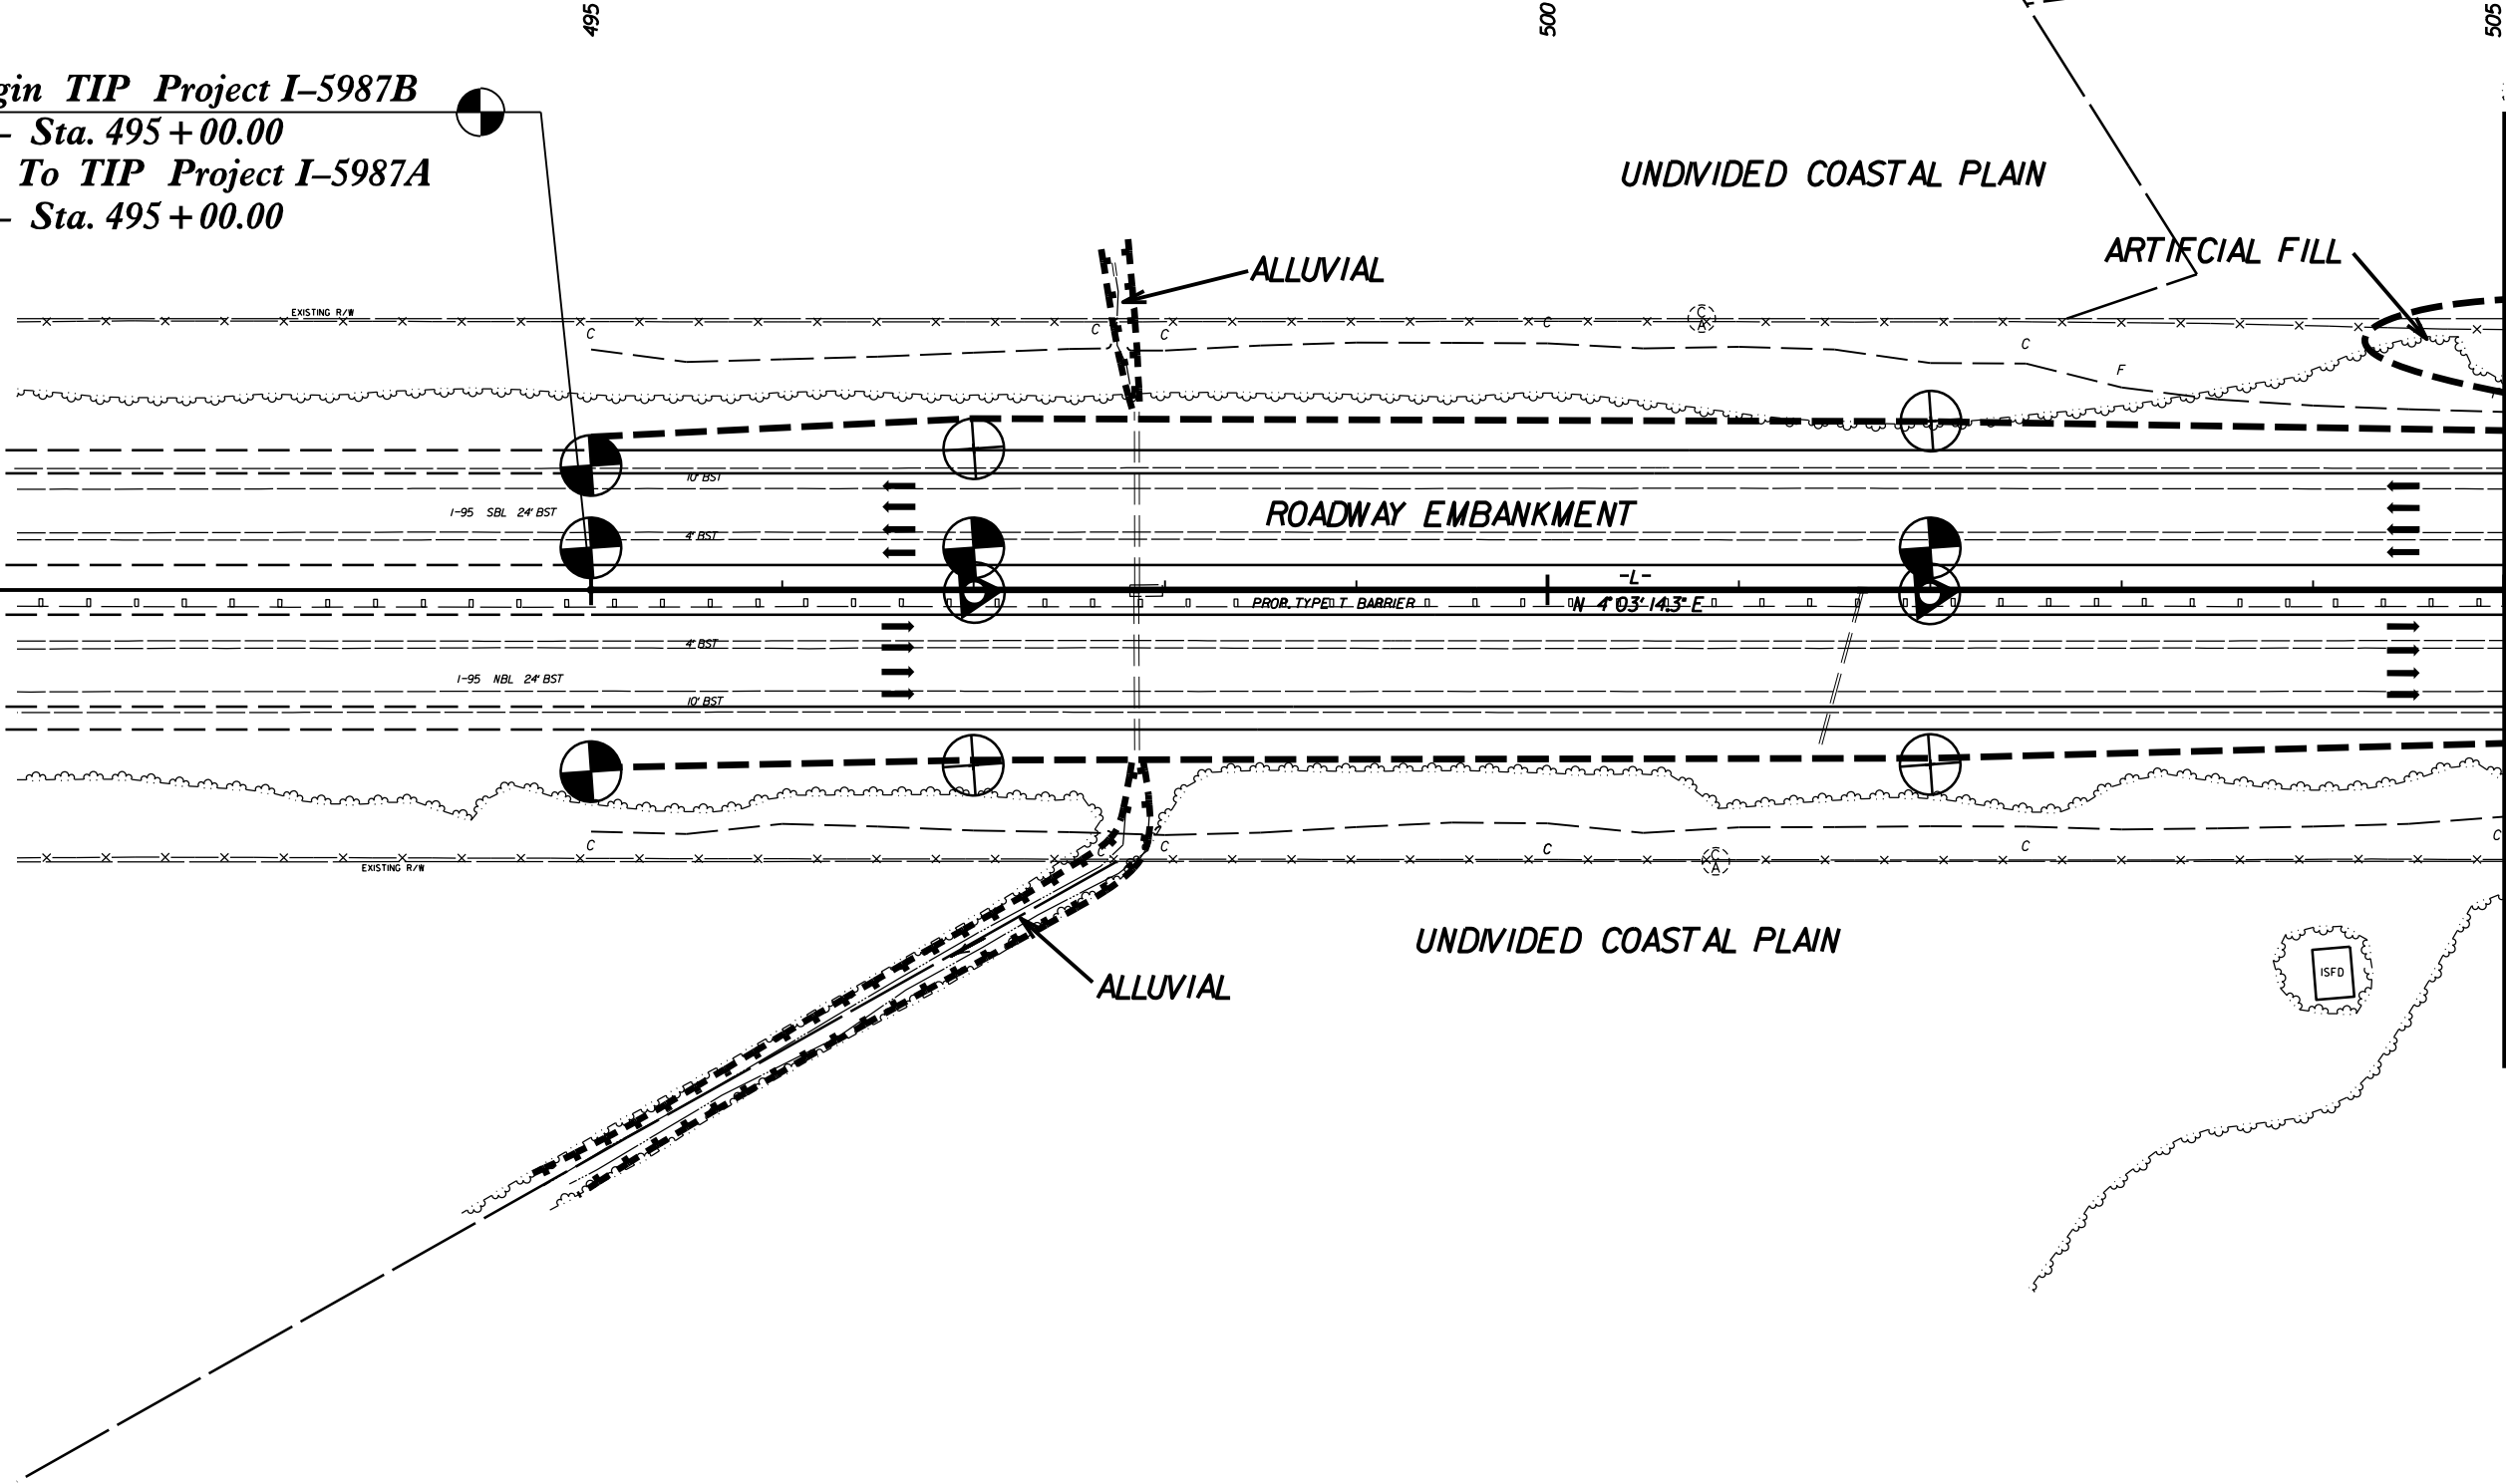 495
500
505
gin TIP Project I–5987B
– Sta. 495+00.00
To TIP Project I–5987A
– Sta. 495+00.00
UNDIVIDED COASTAL PLAIN
ARTIFICIAL FILL
ALLUVIAL
EXISTING R/W
C
C
C
C
C
A
C
F
10' BST
I-95 SBL 24' BST
ROADWAY EMBANKMENT
4' BST
-L-
PROP. TYPE T BARRIER
N 4°03'14.3" E
4' BST
I-95 NBL 24' BST
10' BST
C
C
C
C
C
C
C
A
EXISTING R/W
UNDIVIDED COASTAL PLAIN
ISFD
ALLUVIAL